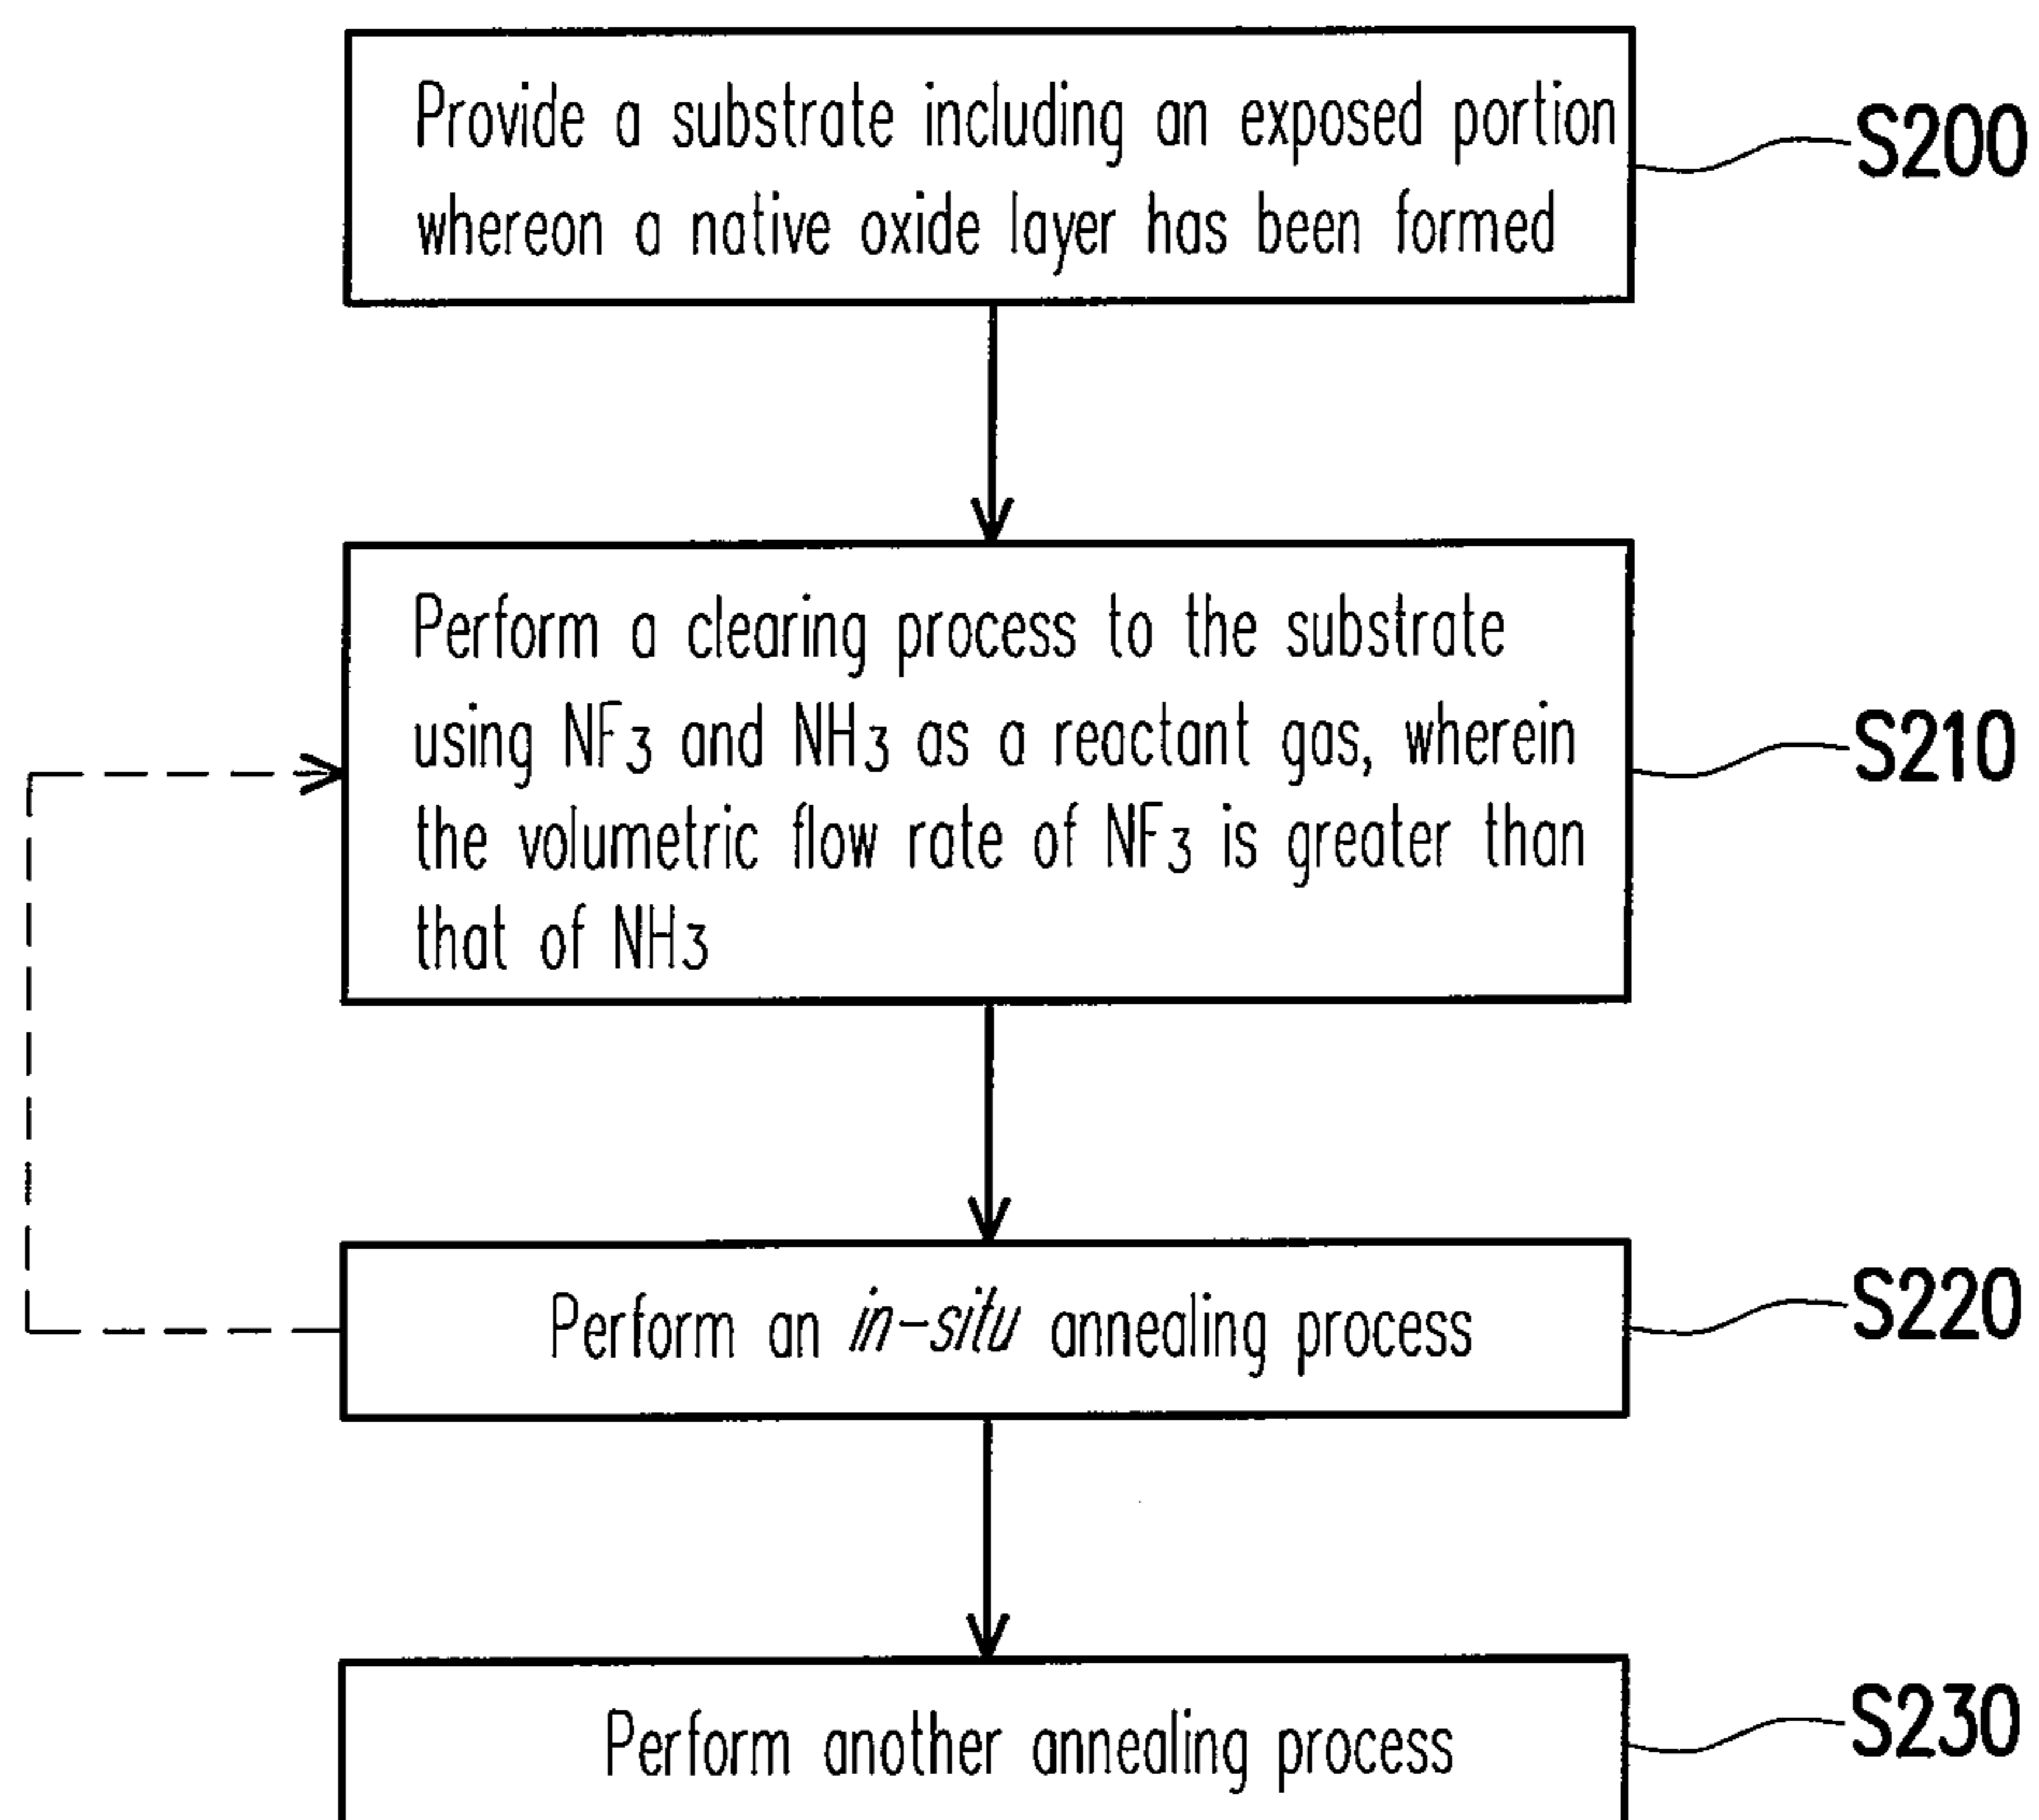 Provide a substrate including an exposed portion
whereon a native oxide layer has been formed
S200
Perform a clearing process to the substrate
using NF3 and NH3 as a reactant gas, wherein
the volumetric flow rate of NF3 is greater than
that of NH3
S210
Perform an in-situ annealing process
S220
Perform another annealing process
S230